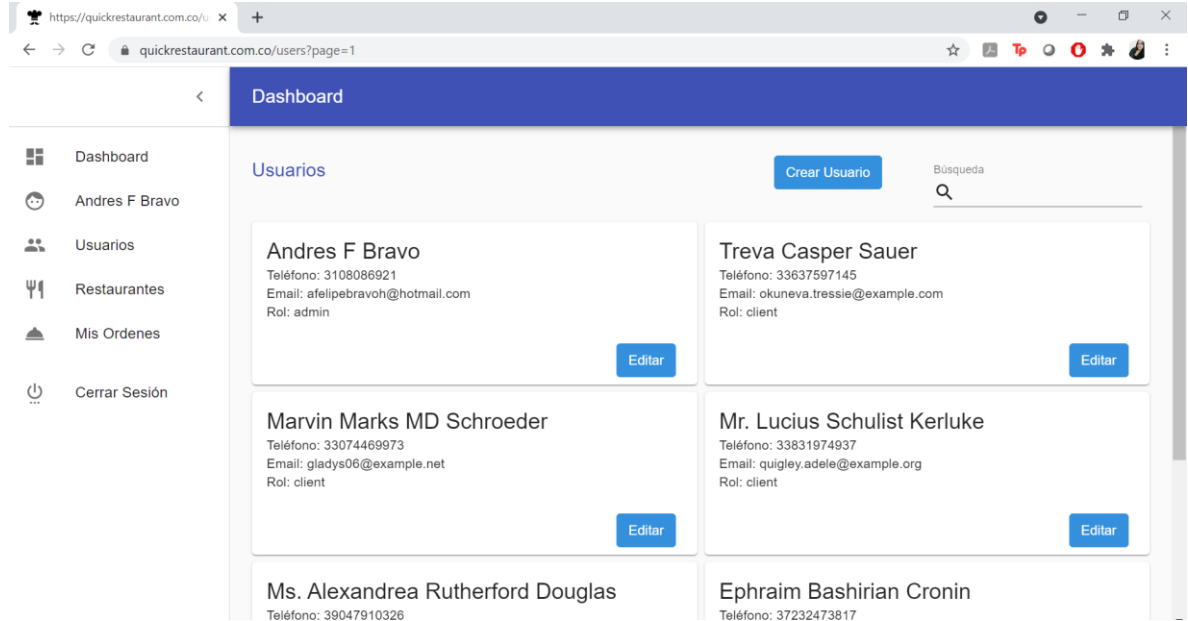 https://quickrestaurant.com.co/u
quickrestaurant.com.co/users?page=1
Tp
Dashboard
Dashboard
Andres F Bravo
Usuarios
Restaurantes
Mis Ordenes
Cerrar Sesión
Usuarios
Crear Usuario
Búsqueda
Andres F Bravo
Teléfono: 3108086921
Email: afelipebravoh@hotmail.com
Rol: admin
Editar
Treva Casper Sauer
Teléfono: 33637597145
Email: okuneva.tressie@example.com
Rol: client
Editar
Marvin Marks MD Schroeder
Teléfono: 33074469973
Email: gladys06@example.net
Rol: client
Editar
Mr. Lucius Schulist Kerluke
Teléfono: 33831974937
Email: quigley.adele@example.org
Rol: client
Editar
Ms. Alexandrea Rutherford Douglas
Teléfono: 39047910326
Ephraim Bashirian Cronin
Teléfono: 37232473817